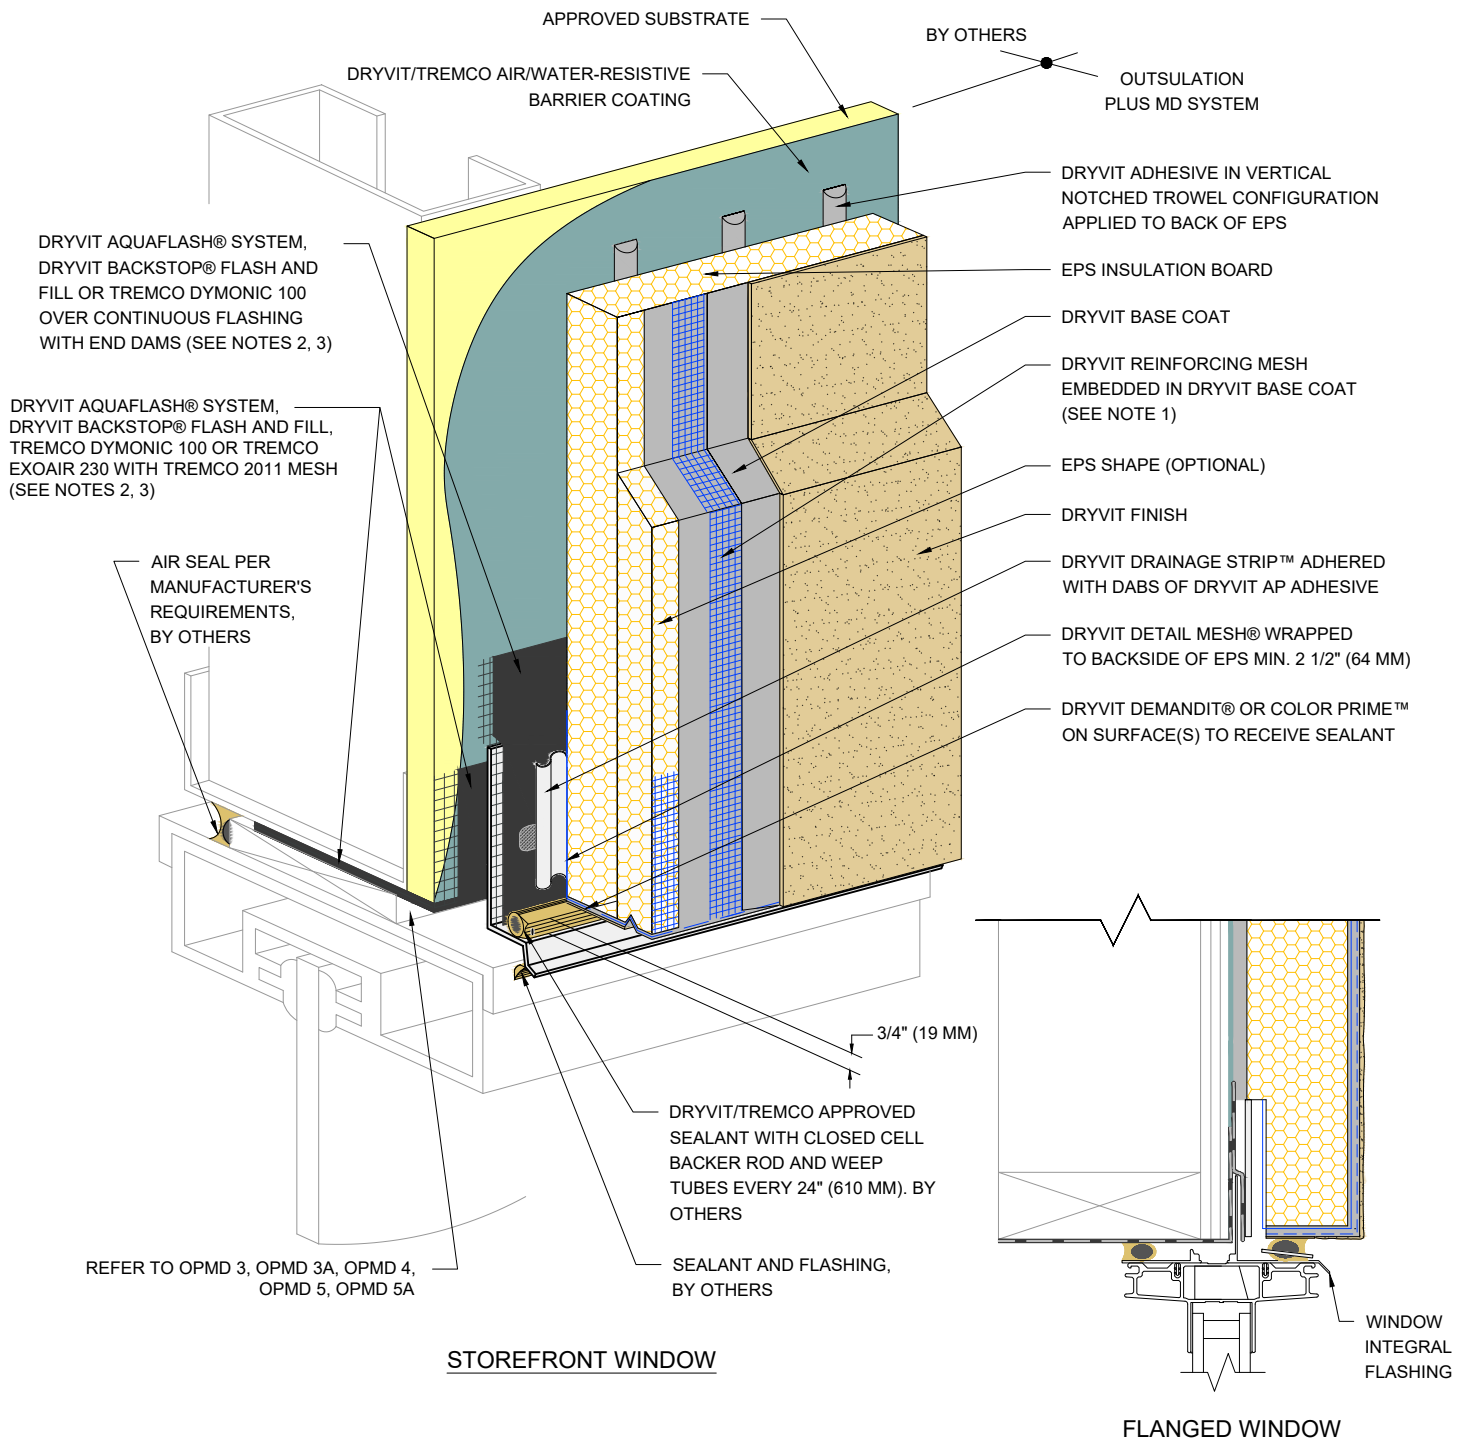 APPROVED SUBSTRATE
BY OTHERS
OUTSULATION
PLUS MD SYSTEM
DRYVIT/TREMCO AIR/WATER-RESISTIVE
BARRIER COATING
DRYVIT ADHESIVE IN VERTICAL
NOTCHED TROWEL CONFIGURATION
APPLIED TO BACK OF EPS
DRYVIT AQUAFLASH® SYSTEM,
DRYVIT BACKSTOP® FLASH AND
FILL OR TREMCO DYMONIC 100
OVER CONTINUOUS FLASHING
WITH END DAMS (SEE NOTES 2, 3)
EPS INSULATION BOARD
DRYVIT BASE COAT
DRYVIT REINFORCING MESH
EMBEDDED IN DRYVIT BASE COAT
(SEE NOTE 1)
DRYVIT AQUAFLASH® SYSTEM,
DRYVIT BACKSTOP® FLASH AND FILL,
TREMCO DYMONIC 100 OR TREMCO
EXOAIR 230 WITH TREMCO 2011 MESH
(SEE NOTES 2, 3)
EPS SHAPE (OPTIONAL)
DRYVIT FINISH
AIR SEAL PER
MANUFACTURER'S
REQUIREMENTS,
BY OTHERS
DRYVIT DRAINAGE STRIP™ ADHERED
WITH DABS OF DRYVIT AP ADHESIVE
DRYVIT DETAIL MESH® WRAPPED
TO BACKSIDE OF EPS MIN. 2 1/2" (64 MM)
DRYVIT DEMANDIT® OR COLOR PRIME™
ON SURFACE(S) TO RECEIVE SEALANT
3/4" (19 MM)
DRYVIT/TREMCO APPROVED
SEALANT WITH CLOSED CELL
BACKER ROD AND WEEP
TUBES EVERY 24" (610 MM). BY
OTHERS
SEALANT AND FLASHING,
BY OTHERS
REFER TO OPMD 3, OPMD 3A, OPMD 4,
OPMD 5, OPMD 5A
STOREFRONT WINDOW
WINDOW
INTEGRAL
FLASHING
FLANGED WINDOW